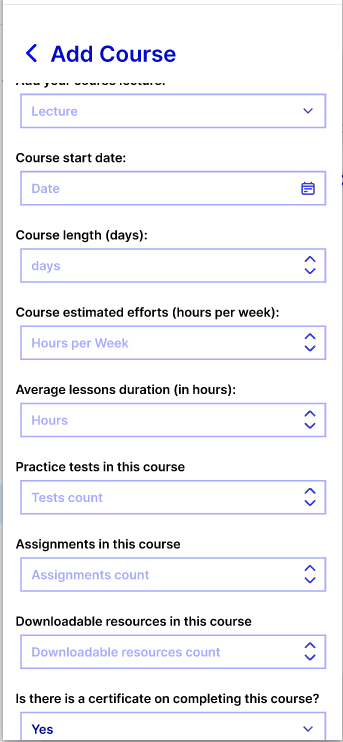 Add Course
Add your course lecture:
Lecture
Course start date:
Date
Course length (days):
days
Course estimated efforts (hours per week):
Hours per Week
Average lessons duration (in hours):
Hours
Practice tests in this course
Tests count
Assignments in this course
Assignments count
Downloadable resources in this course
Downloadable resources count
Is there is a certificate on completing this course?
Yes